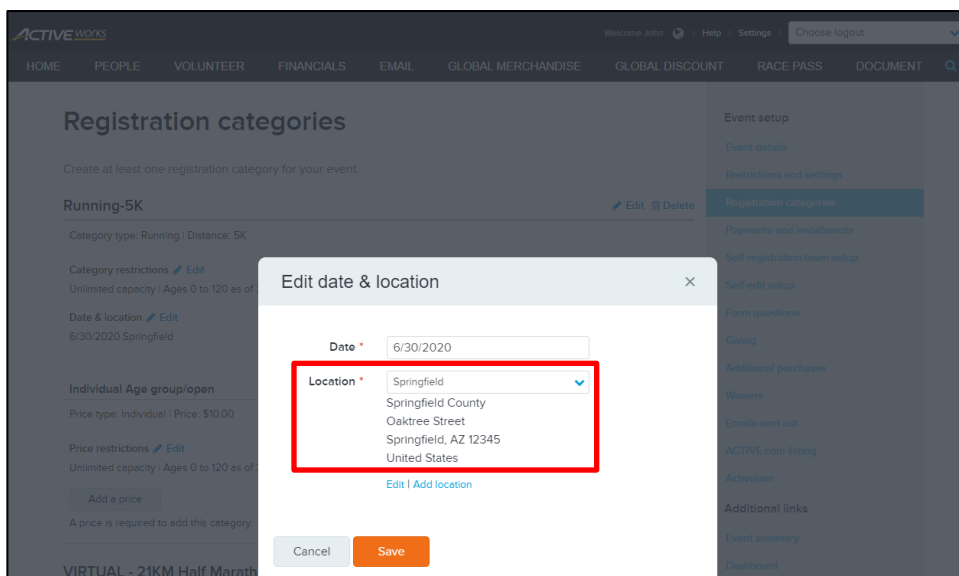 ACTIVE WORKS
Welcome John | Help | Settings | Choose logout
HOME PEOPLE VOLUNTEER FINANCIALS EMAIL GLOBAL MERCHANDISE GLOBAL DISCOUNT RACE PASS DOCUMENT
Registration categories
Create at least one registration category for your event.
Running-5K
Edit Delete
Category type: Running | Distance: 5K
Category restrictions Edit
Unlimited capacity | Ages 0 to 120 as of
Date & location Edit
6/30/2020 Springfield
Individual Age group/open
Price type: Individual | Price: $10.00
Price restrictions Edit
Unlimited capacity | Ages 0 to 120 as of
Add a price
A price is required to add this category.
VIRTUAL - 21KM Half Marath
Edit date & location
Date * 6/30/2020
Location * Springfield
Springfield County
Oaktree Street
Springfield, AZ 12345
United States
Edit | Add location
Cancel Save
Event setup
Event details
Restrictions and settings
Registration categories
Payments and installments
Self-registration team setup
Self-edit setup
Form questions
Giving
Additional purchases
Waivers
Emails sent out
ACTIVE.com listing
Activation
Additional links
Event summary
Dashboard